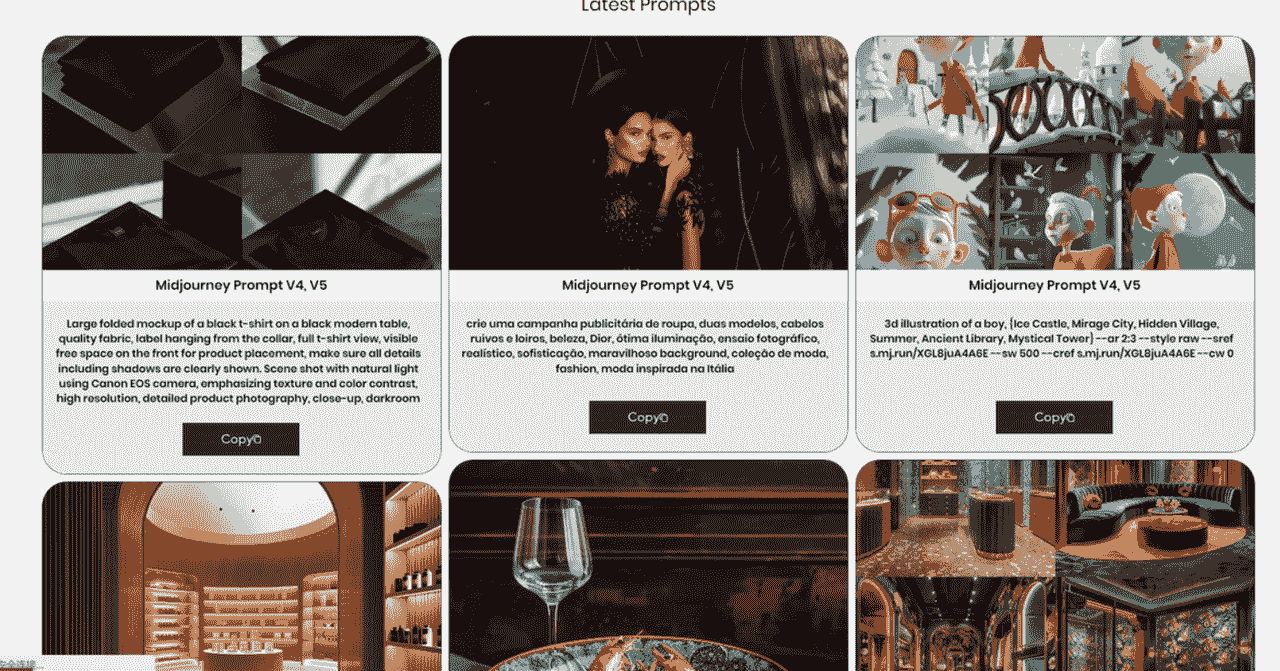 Latest Prompts
Midjourney Prompt V4, V5
Large folded mockup of a black t-shirt on a black modern table,
quality fabric, label hanging from the collar, full t-shirt view, visible
free space on the front for product placement, make sure all details
including shadows are clearly shown. Scene shot with natural light
using Canon EOS camera, emphasizing texture and color contrast,
high resolution, detailed product photography, close-up, darkroom
Copy
Midjourney Prompt V4, V5
crie uma campanha publicitária de roupa, duas modelos, cabelos
ruivos e loiros, beleza, Dior, ótima iluminação, ensaio fotográfico,
realístico, sofisticação, maravilhoso background, coleção de moda,
fashion, moda inspirada na Itália
Copy
Midjourney Prompt V4, V5
3d illustration of a boy, {Ice Castle, Mirage City, Hidden Village,
Summer, Ancient Library, Mystical Tower} --ar 2:3 --style raw --sref
s.mj.run/XGL8juA4A6E --sw 500 --cref s.mj.run/XGL8juA4A6E --cw 0
Copy
安全连接...